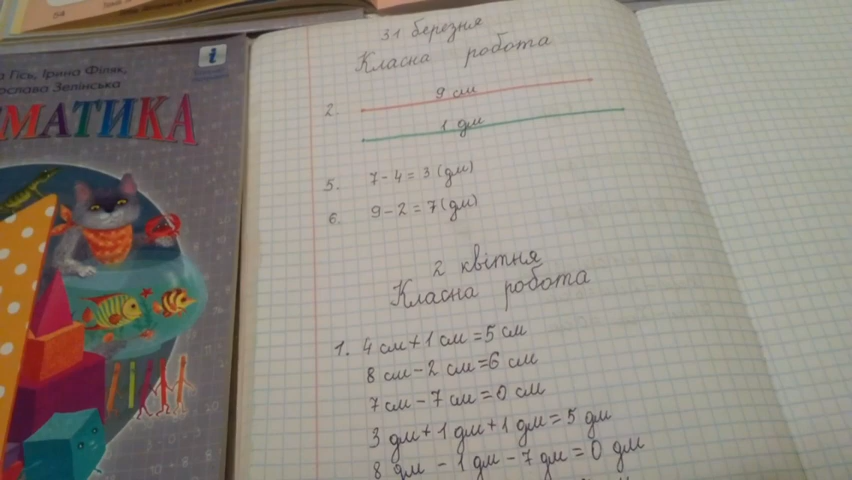 Гісь, Ірина Філяк,
ослава Зелінська
МАТИКА
31 березня
Класна робота
2. 9 см
1 дм
5. 7 - 4 = 3 (дм)
6. 9 - 2 = 7 (дм)
2 квітня
Класна робота
1. 4 см + 1 см = 5 см
8 см - 2 см = 6 см
7 см - 7 см = 0 см
3 дм + 1 дм + 1 дм = 5 дм
8 дм - 1 дм - 7 дм = 0 дм